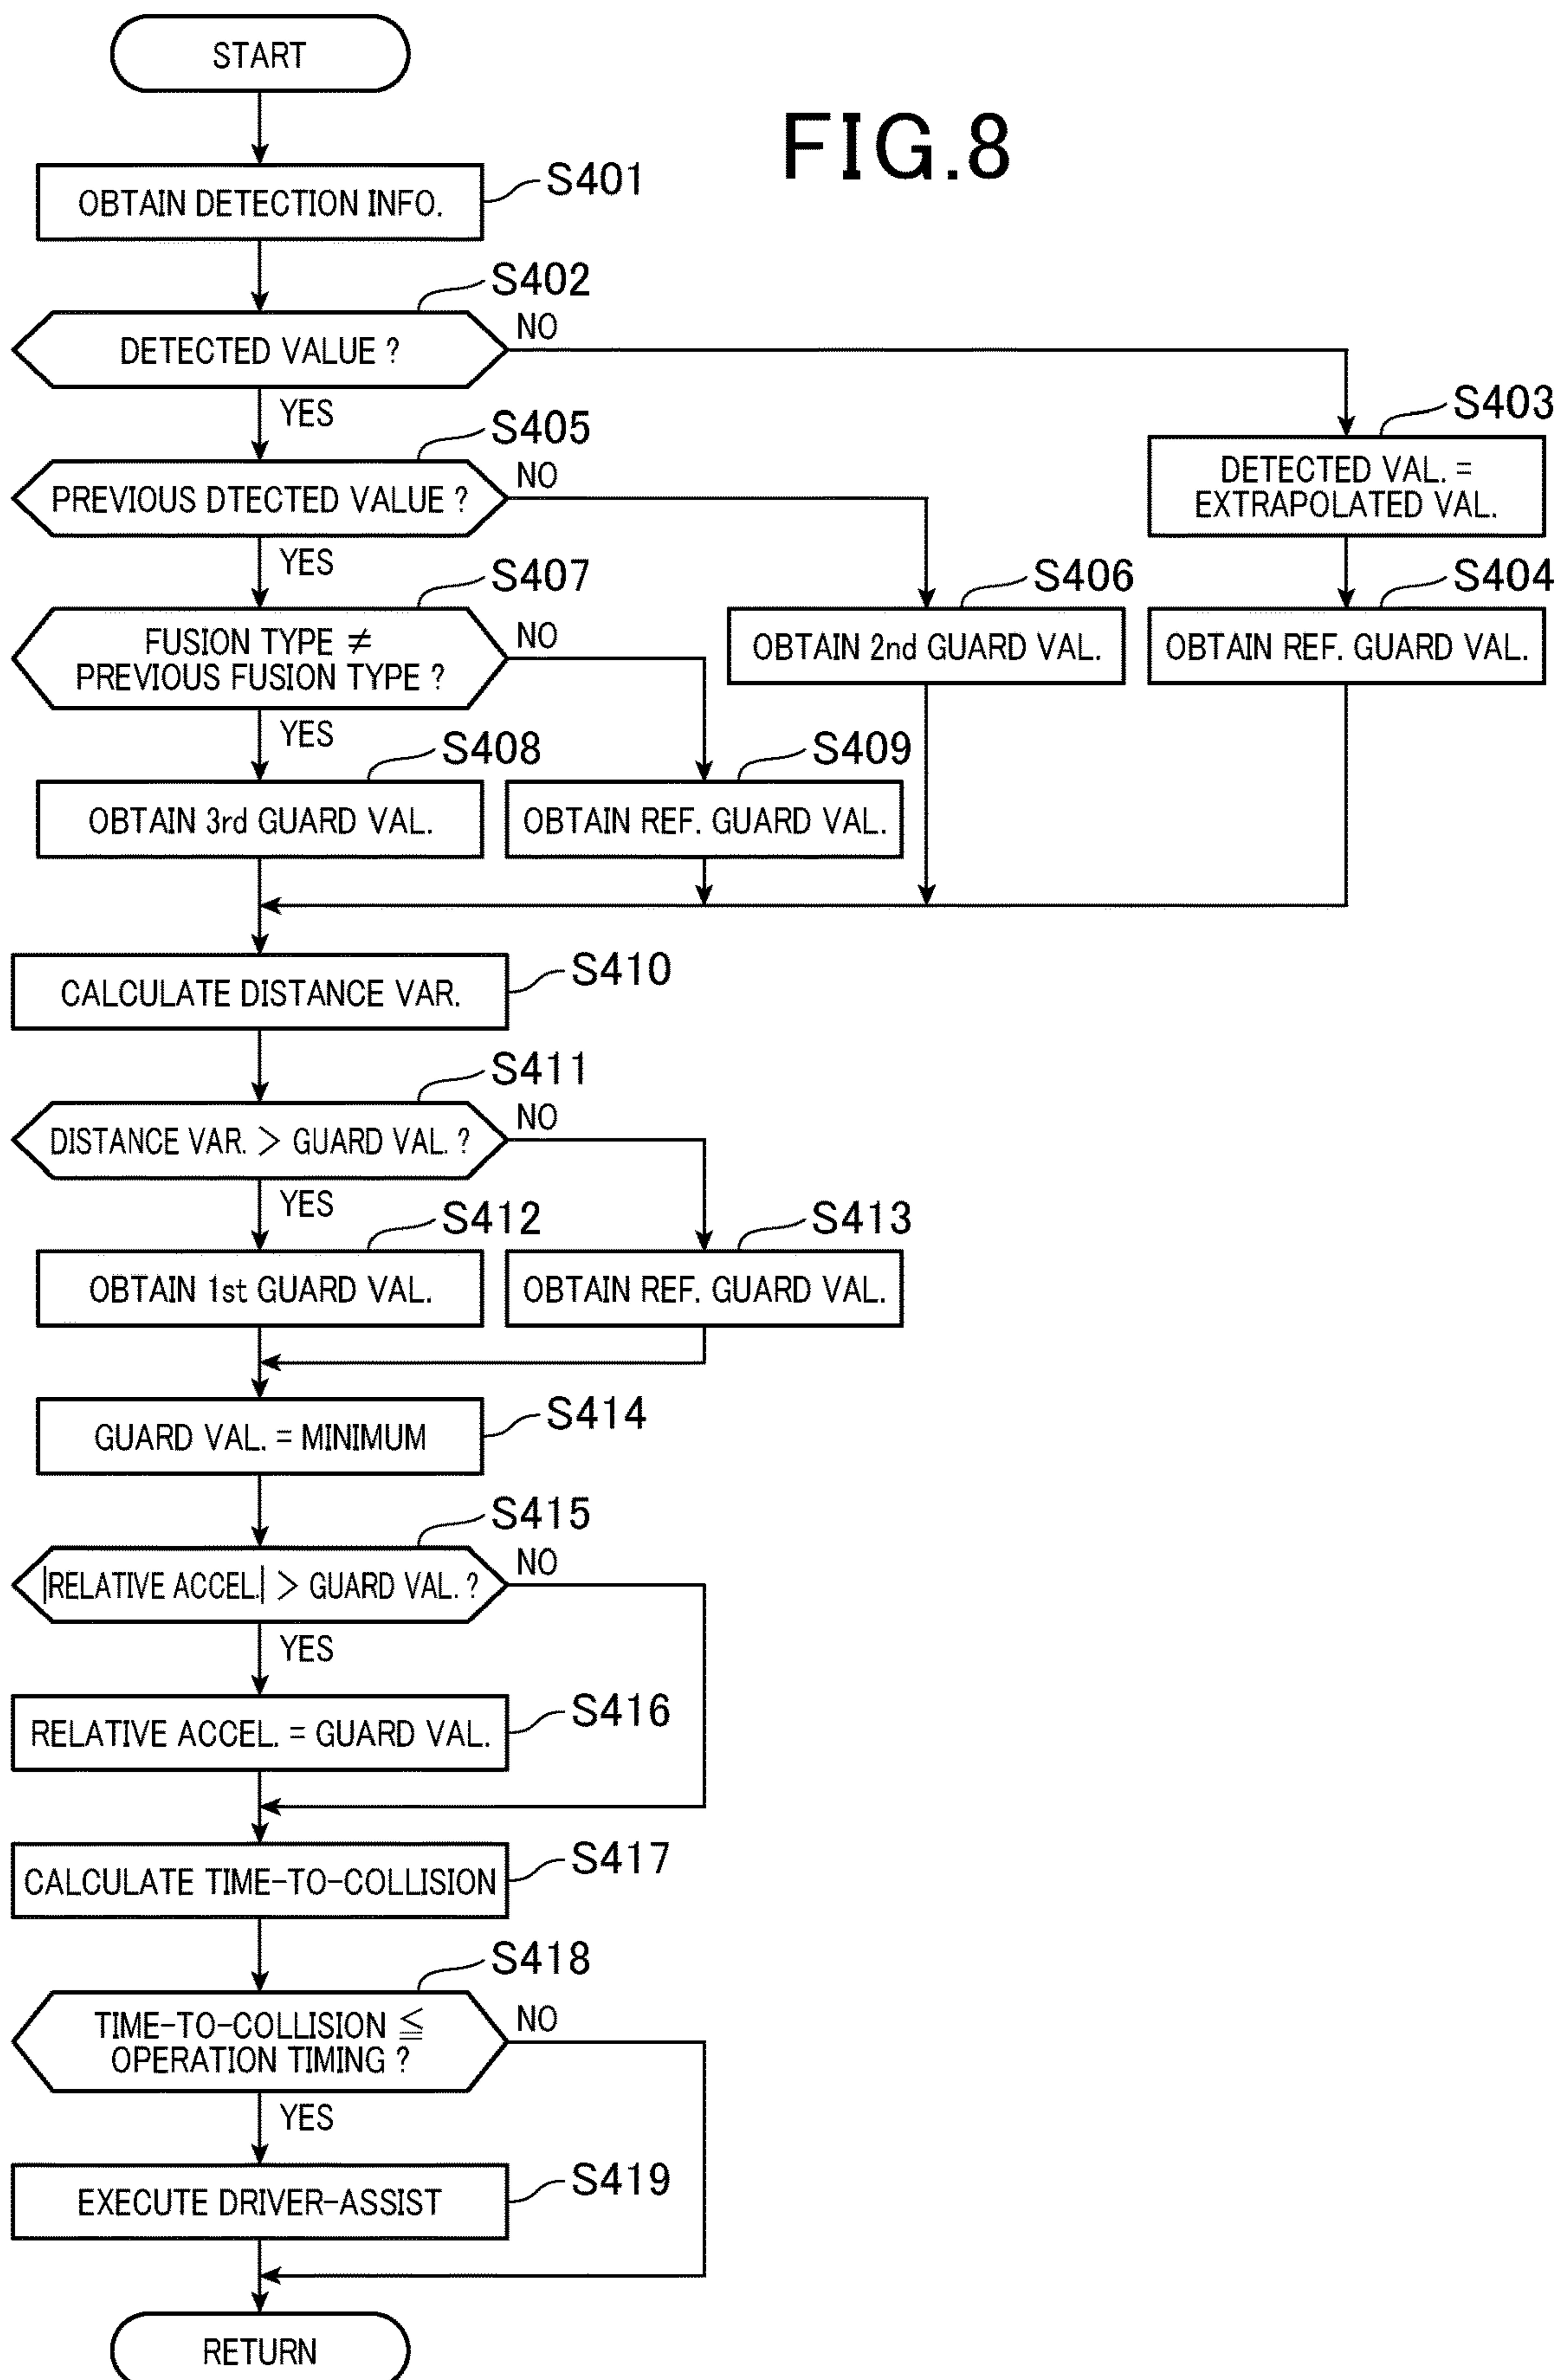 START
FIG.8
S401
OBTAIN DETECTION INFO.
S402
DETECTED VALUE ?
NO
YES
S403
DETECTED VAL. =
EXTRAPOLATED VAL.
S405
PREVIOUS DTECTED VALUE ?
NO
YES
S404
OBTAIN REF. GUARD VAL.
S406
OBTAIN 2nd GUARD VAL.
S407
FUSION TYPE ≠
PREVIOUS FUSION TYPE ?
NO
YES
S408
OBTAIN 3rd GUARD VAL.
S409
OBTAIN REF. GUARD VAL.
S410
CALCULATE DISTANCE VAR.
S411
DISTANCE VAR. > GUARD VAL. ?
NO
YES
S412
OBTAIN 1st GUARD VAL.
S413
OBTAIN REF. GUARD VAL.
S414
GUARD VAL. = MINIMUM
S415
|RELATIVE ACCEL.| > GUARD VAL. ?
NO
YES
S416
RELATIVE ACCEL. = GUARD VAL.
S417
CALCULATE TIME-TO-COLLISION
S418
TIME-TO-COLLISION ≦
OPERATION TIMING ?
NO
YES
S419
EXECUTE DRIVER-ASSIST
RETURN